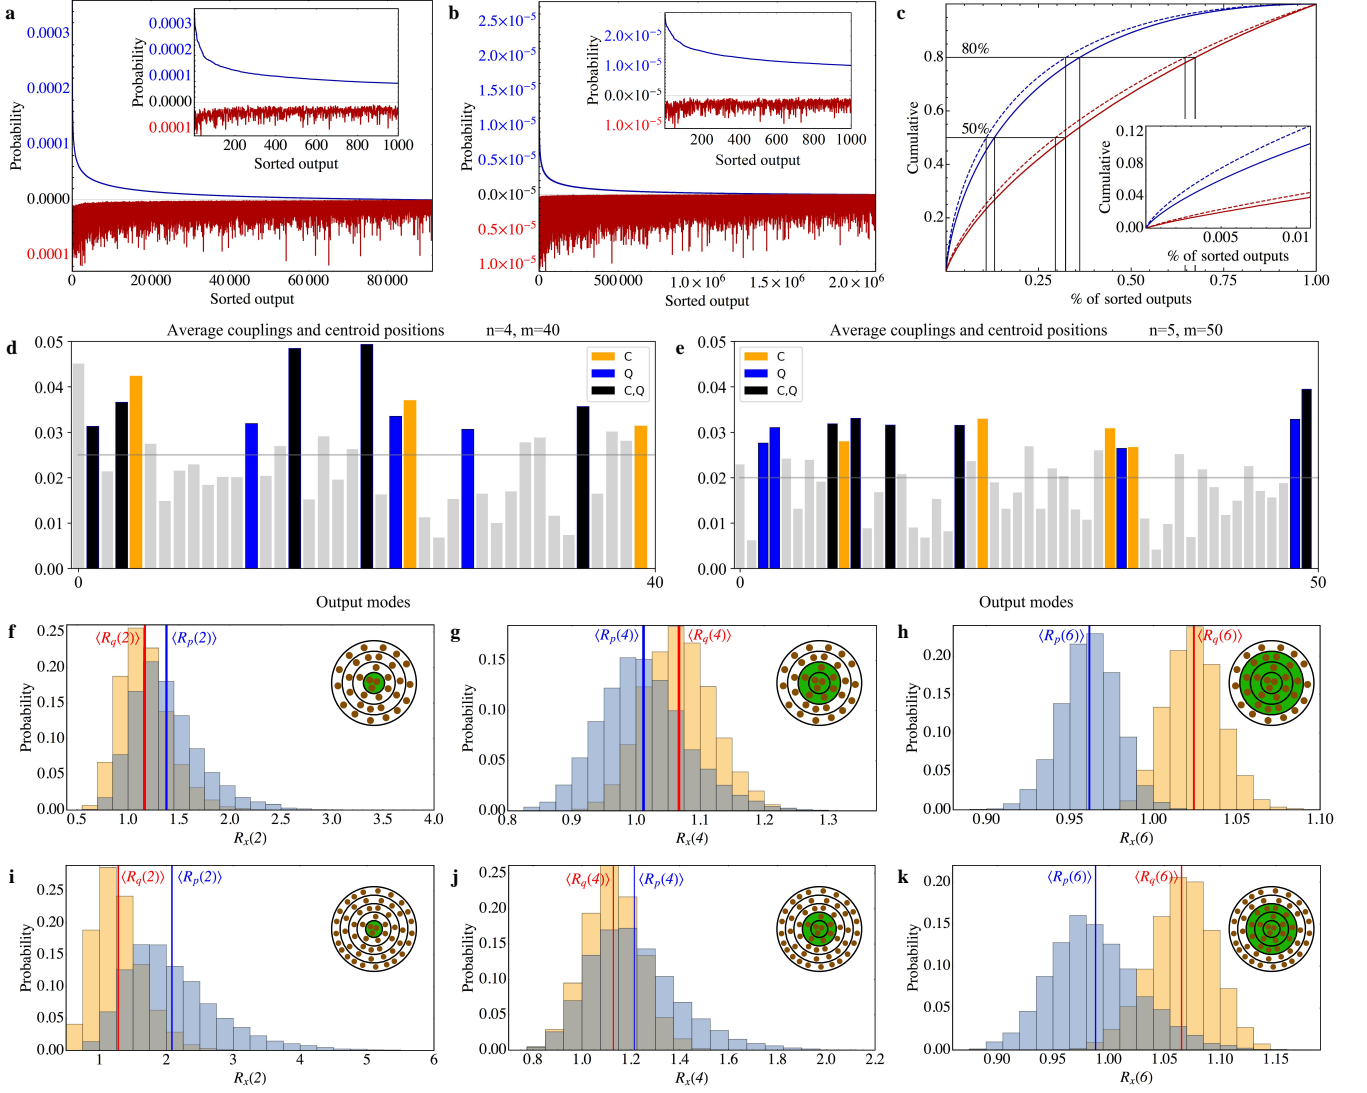 a
0.0003
0.0002
0.0001
0.0000
0.0001
Probability
20000 40000 60000 80000
Sorted output
0.0003
0.0002
0.0001
0.0000
0.0001
Probability
200 400 600 800 1000
Sorted output
b
2.5×10⁻⁵
2.0×10⁻⁵
1.5×10⁻⁵
1.0×10⁻⁵
0.5×10⁻⁵
0.0×10⁻⁵
0.5×10⁻⁵
1.0×10⁻⁵
Probability
500000 1.0×10⁶ 1.5×10⁶ 2.0×10⁶
Sorted output
2.0×10⁻⁵
1.0×10⁻⁵
0.0×10⁻⁵
1.0×10⁻⁵
Probability
200 400 600 800 1000
Sorted output
c
80%
50%
0.8
0.6
0.4
0.2
Cumulative
0.25 0.50 0.75 1.00
% of sorted outputs
0.12
0.08
0.04
0.00
Cumulative
0.005 0.01
% of sorted outputs
Average couplings and centroid positions n=4, m=40
d
0.05
0.04
0.03
0.02
0.01
0.00
C
Q
C,Q
0 40
Output modes
Average couplings and centroid positions n=5, m=50
e
0.05
0.04
0.03
0.02
0.01
0.00
C
Q
C,Q
0 50
Output modes
f
0.25
0.20
0.15
0.10
0.05
0.00
Probability
⟨Rq(2)⟩ ⟨Rp(2)⟩
0.5 1.0 1.5 2.0 2.5 3.0 3.5 4.0
Rx(2)
g
0.15
0.10
0.05
0.00
Probability
⟨Rp(4)⟩ ⟨Rq(4)⟩
0.8 0.9 1.0 1.1 1.2 1.3
Rx(4)
h
0.20
0.15
0.10
0.05
0.00
Probability
⟨Rp(6)⟩ ⟨Rq(6)⟩
0.90 0.95 1.00 1.05 1.10
Rx(6)
i
0.25
0.20
0.15
0.10
0.05
0.00
Probability
⟨Rq(2)⟩ ⟨Rp(2)⟩
1 2 3 4 5 6
Rx(2)
j
0.25
0.20
0.15
0.10
0.05
0.00
Probability
⟨Rq(4)⟩ ⟨Rp(4)⟩
0.8 1.0 1.2 1.4 1.6 1.8 2.0 2.2
Rx(4)
k
0.20
0.15
0.10
0.05
0.00
Probability
⟨Rp(6)⟩ ⟨Rq(6)⟩
0.90 0.95 1.00 1.05 1.10 1.15
Rx(6)